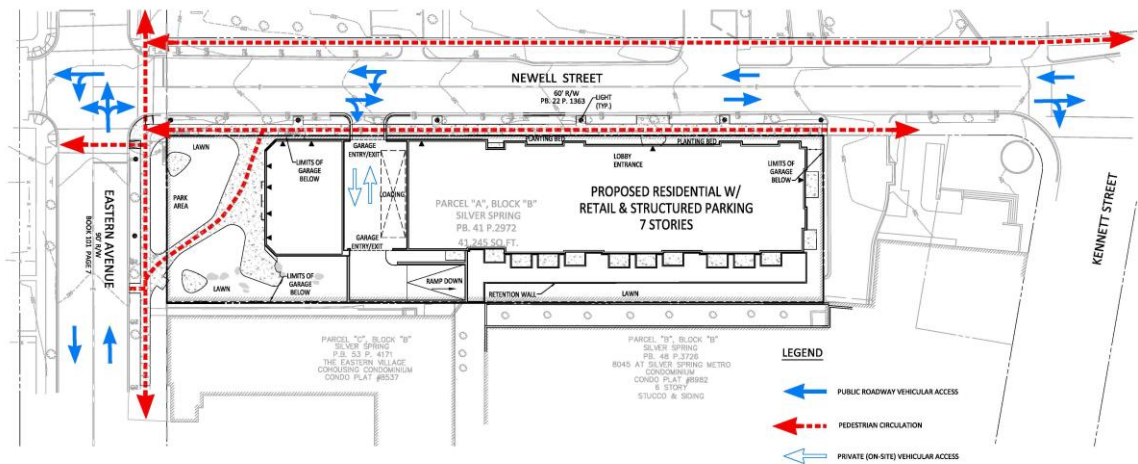 NEWELL STREET
60' R/W
PB. 22 P. 1363
LIGHT
(TYP.)
LAWN
LIMITS OF
GARAGE
BELOW
GARAGE
ENTRY/EXIT
PLANTING BED
LOBBY
ENTRANCE
PLANTING BED
LIMITS OF
GARAGE
BELOW
PARK
AREA
LOADING
PARCEL "A", BLOCK "B"
SILVER SPRING
PB. 41 P.2972
41,245 SQ.FT.
PROPOSED RESIDENTIAL W/
RETAIL & STRUCTURED PARKING
7 STORIES
EASTERN AVENUE
90' R/W
BOOK 101 PAGE 7
KENNETT STREET
GARAGE
ENTRY/EXIT
LAWN
LIMITS OF
GARAGE
BELOW
RAMP DOWN
RETENTION WALL
LAWN
PARCEL "C", BLOCK "B"
SILVER SPRING
P.B. 53 P. 4171
THE EASTERN VILLAGE
COHOUSING CONDOMINIUM
CONDO PLAT #8537
PARCEL "B", BLOCK "B"
SILVER SPRING
PB. 48 P.3726
8045 AT SILVER SPRING METRO
CONDOMINIUM
CONDO PLAT #8982
6 STORY
STUCCO & SIDING
LEGEND
PUBLIC ROADWAY VEHICULAR ACCESS
PEDESTRIAN CIRCULATION
PRIVATE (ON-SITE) VEHICULAR ACCESS